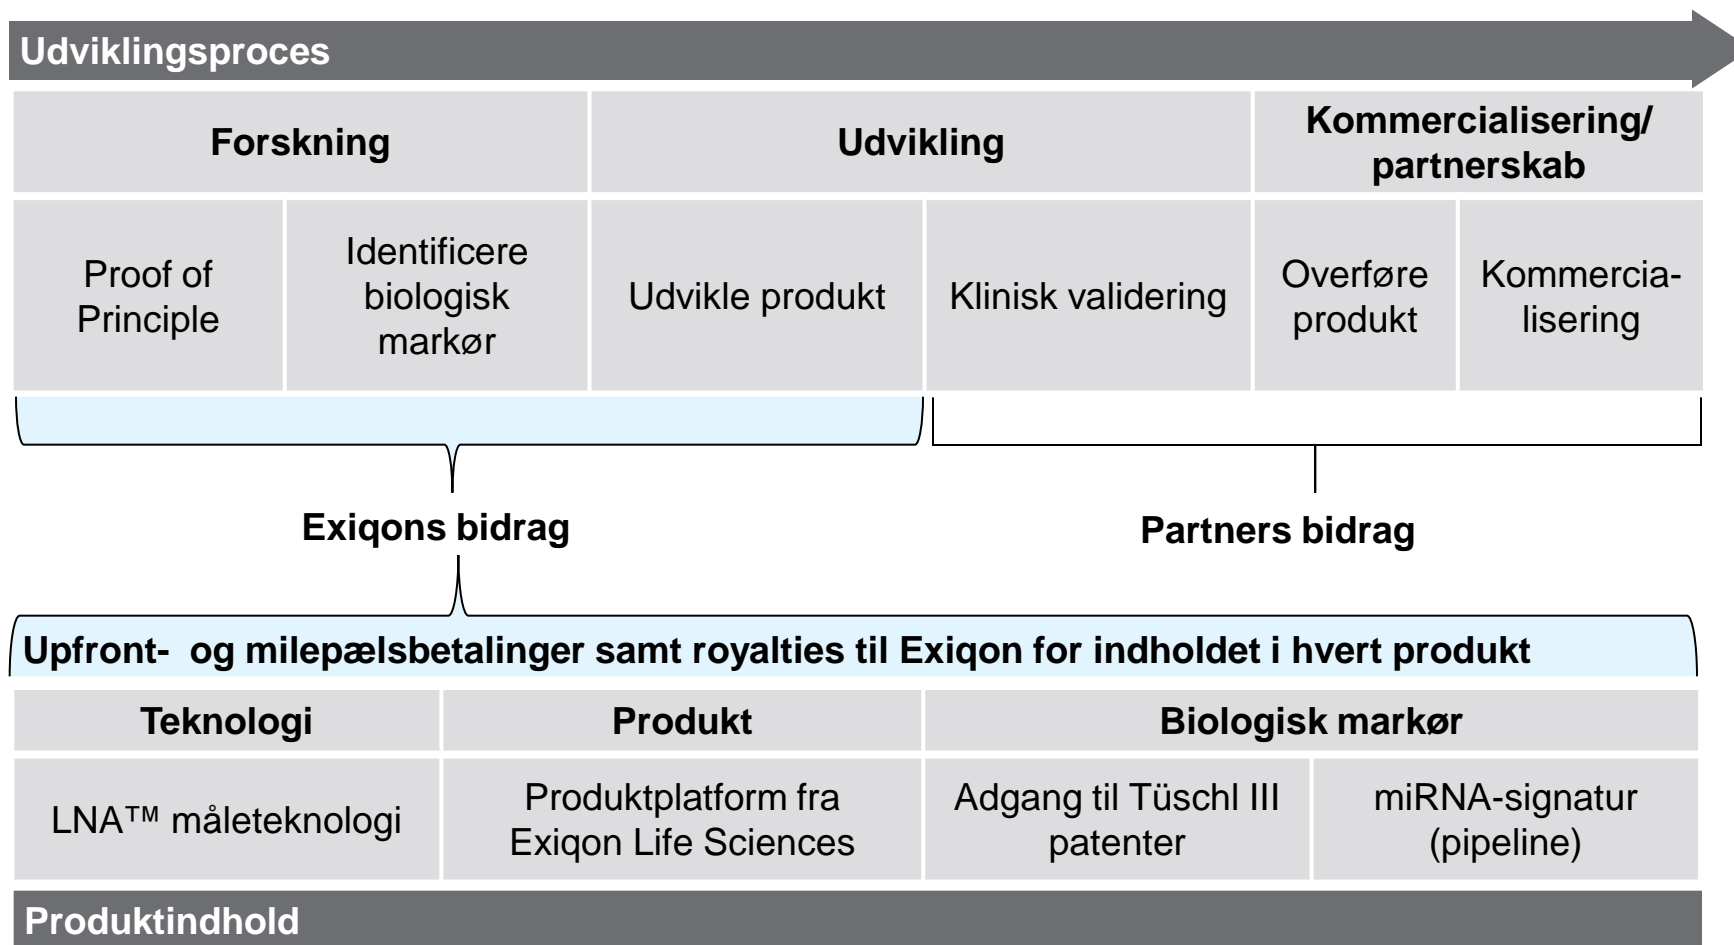 Udviklingsproces
Forskning
Udvikling
Kommercialisering/
partnerskab
Proof of
Principle
Identificere
biologisk
markør
Udvikle produkt
Klinisk validering
Overføre
produkt
Kommercia-
lisering
Exiqons bidrag
Partners bidrag
Upfront- og milepælsbetalinger samt royalties til Exiqon for indholdet i hvert produkt
Teknologi
Produkt
Biologisk markør
LNA™ måleteknologi
Produktplatform fra
Exiqon Life Sciences
Adgang til Tüschl III
patenter
miRNA-signatur
(pipeline)
Produktindhold